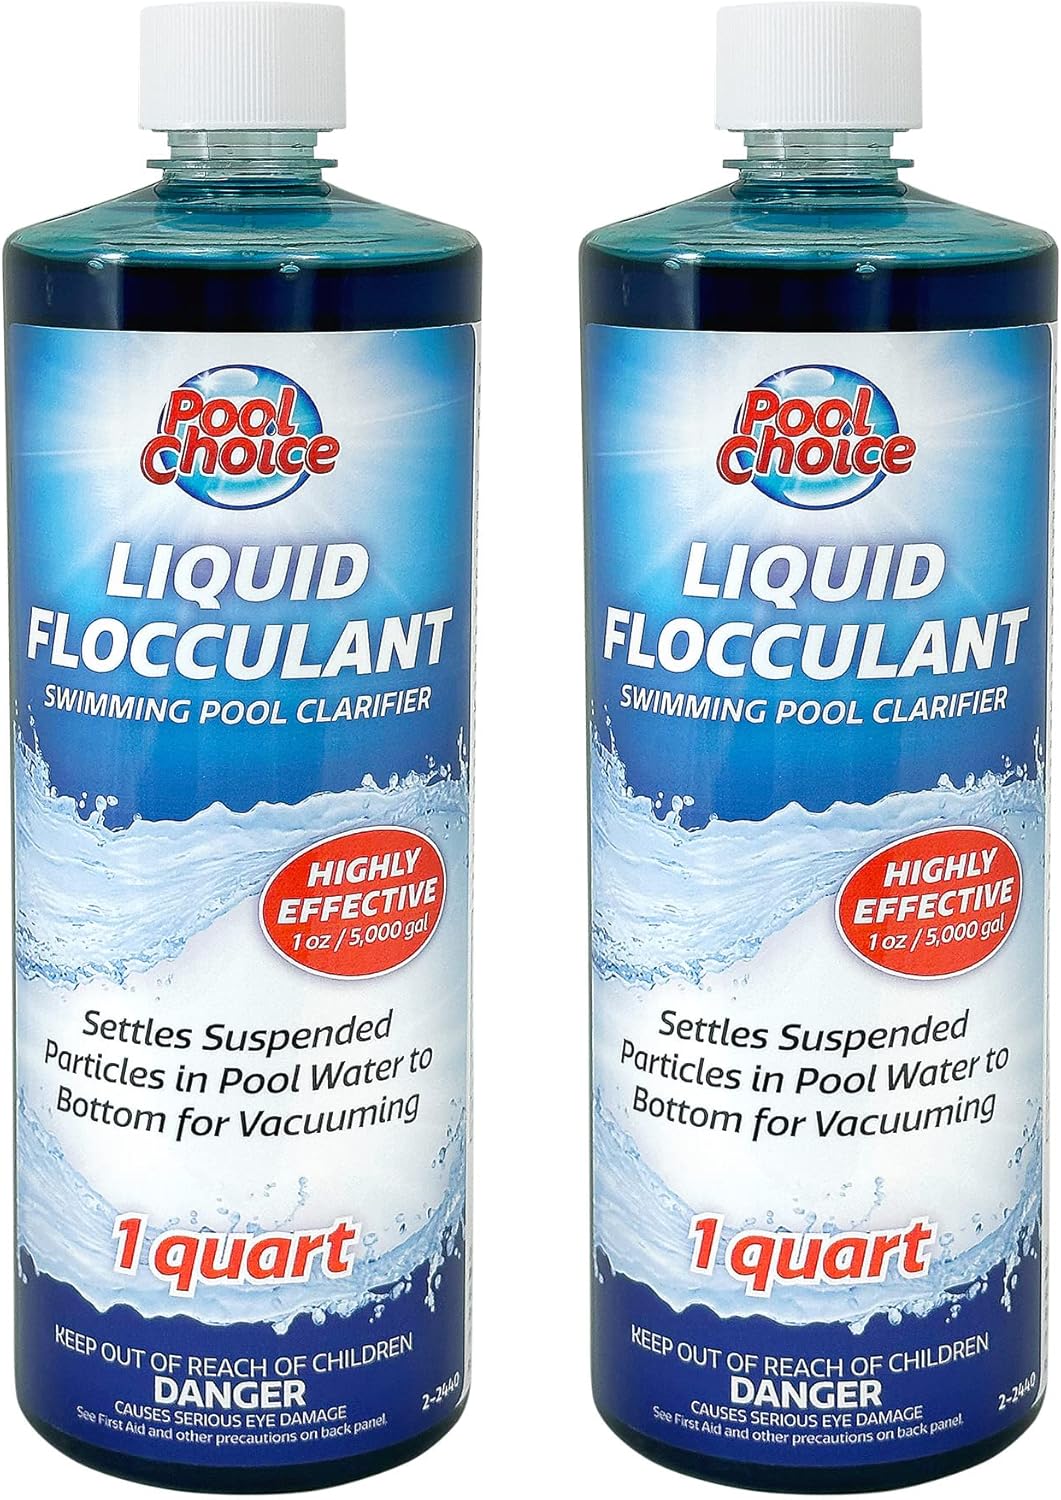 Pool
Choice
LIQUID
FLOCCULANT
SWIMMING POOL CLARIFIER
HIGHLY
EFFECTIVE
1 oz / 5,000 gal
Settles Suspended
Particles in Pool Water to
Bottom for Vacuuming
1 quart
KEEP OUT OF REACH OF CHILDREN
DANGER
CAUSES SERIOUS EYE DAMAGE
See First Aid and other precautions on back panel.
2-2440
Pool
Choice
LIQUID
FLOCCULANT
SWIMMING POOL CLARIFIER
HIGHLY
EFFECTIVE
1 oz / 5,000 gal
Settles Suspended
Particles in Pool Water to
Bottom for Vacuuming
1 quart
KEEP OUT OF REACH OF CHILDREN
DANGER
CAUSES SERIOUS EYE DAMAGE
See First Aid and other precautions on back panel.
2-2440